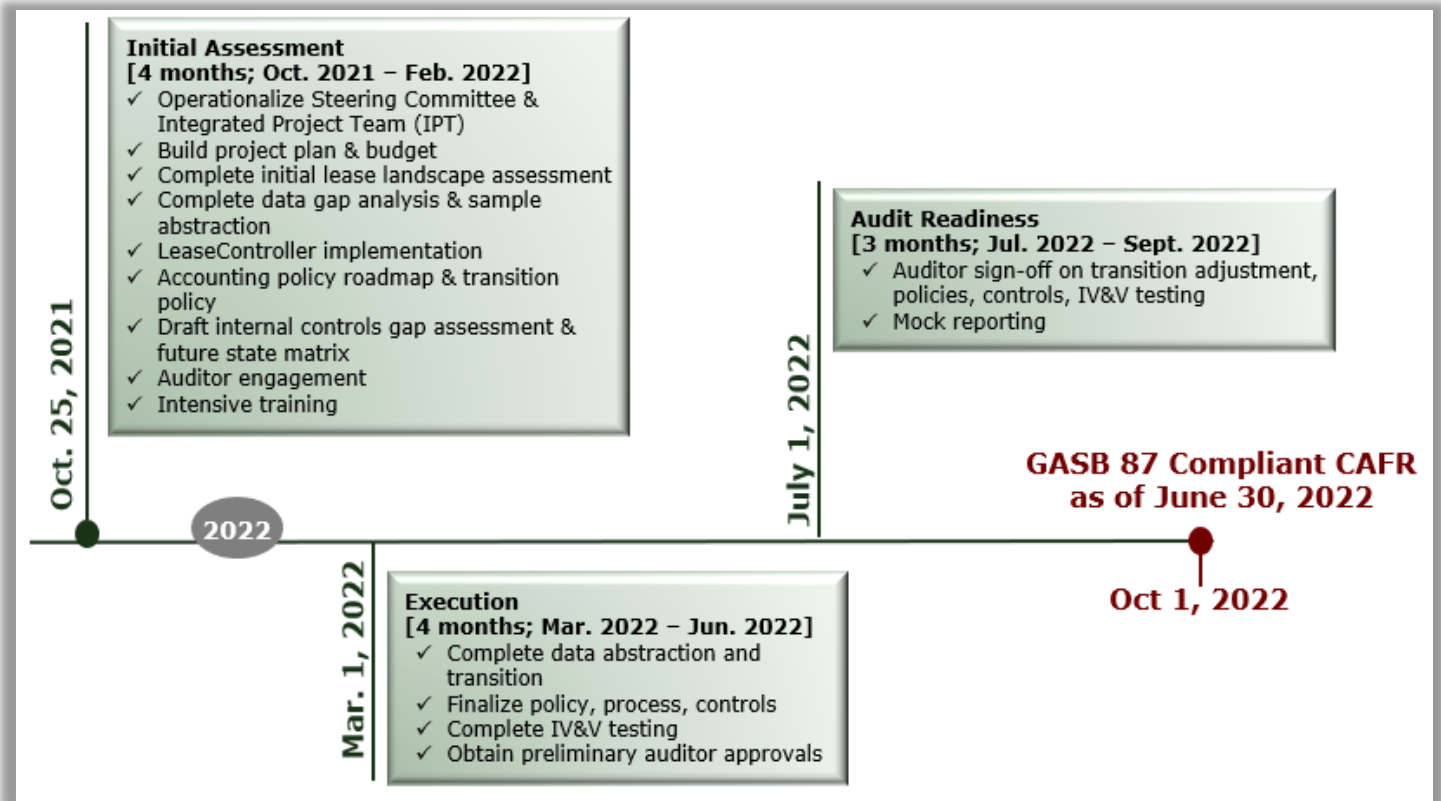 Oct. 25, 2021
Initial Assessment
[4 months; Oct. 2021 – Feb. 2022]
✓ Operationalize Steering Committee &
Integrated Project Team (IPT)
✓ Build project plan & budget
✓ Complete initial lease landscape assessment
✓ Complete data gap analysis & sample
abstraction
✓ LeaseController implementation
✓ Accounting policy roadmap & transition
policy
✓ Draft internal controls gap assessment &
future state matrix
✓ Auditor engagement
✓ Intensive training
2022
Mar. 1, 2022
Execution
[4 months; Mar. 2022 – Jun. 2022]
✓ Complete data abstraction and
transition
✓ Finalize policy, process, controls
✓ Complete IV&V testing
✓ Obtain preliminary auditor approvals
July 1, 2022
Audit Readiness
[3 months; Jul. 2022 – Sept. 2022]
✓ Auditor sign-off on transition adjustment,
policies, controls, IV&V testing
✓ Mock reporting
GASB 87 Compliant CAFR
as of June 30, 2022
Oct 1, 2022